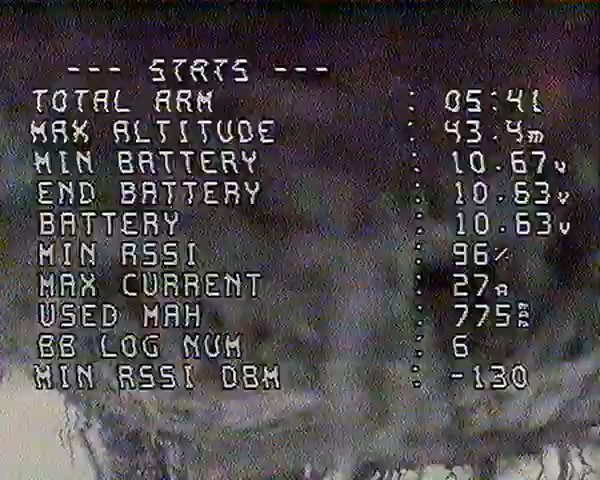 --- STATS ---
TOTAL ARM : 05:41
MAX ALTITUDE : 43.4m
MIN BATTERY : 10.67v
END BATTERY : 10.63v
BATTERY : 10.63v
MIN RSSI : 96%
MAX CURRENT : 27A
USED MAH : 775mAh
BB LOG NUM : 6
MIN RSSI DBM : -130